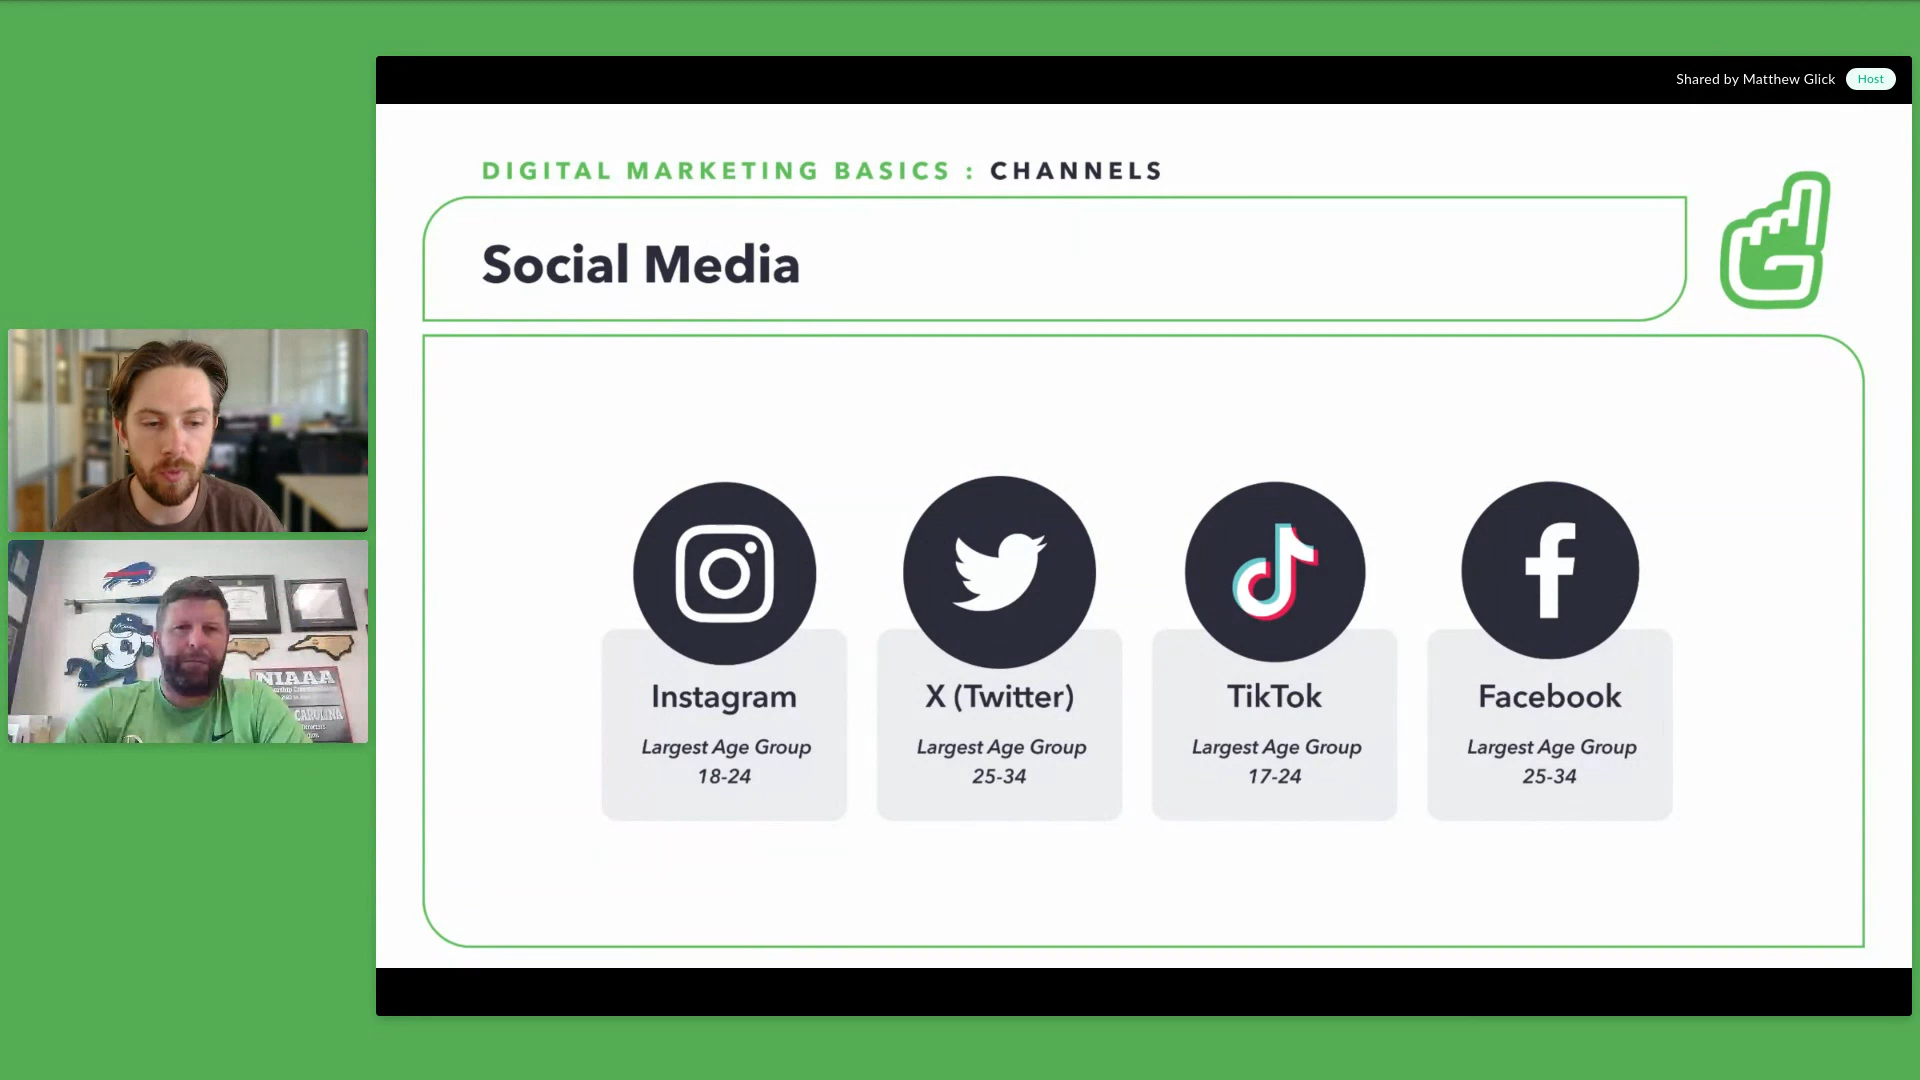 Shared by Matthew Glick Host
DIGITAL MARKETING BASICS : CHANNELS
Social Media
Instagram
Largest Age Group
18-24
X (Twitter)
Largest Age Group
25-34
TikTok
Largest Age Group
17-24
Facebook
Largest Age Group
25-34
NIAAA
CAROLINA